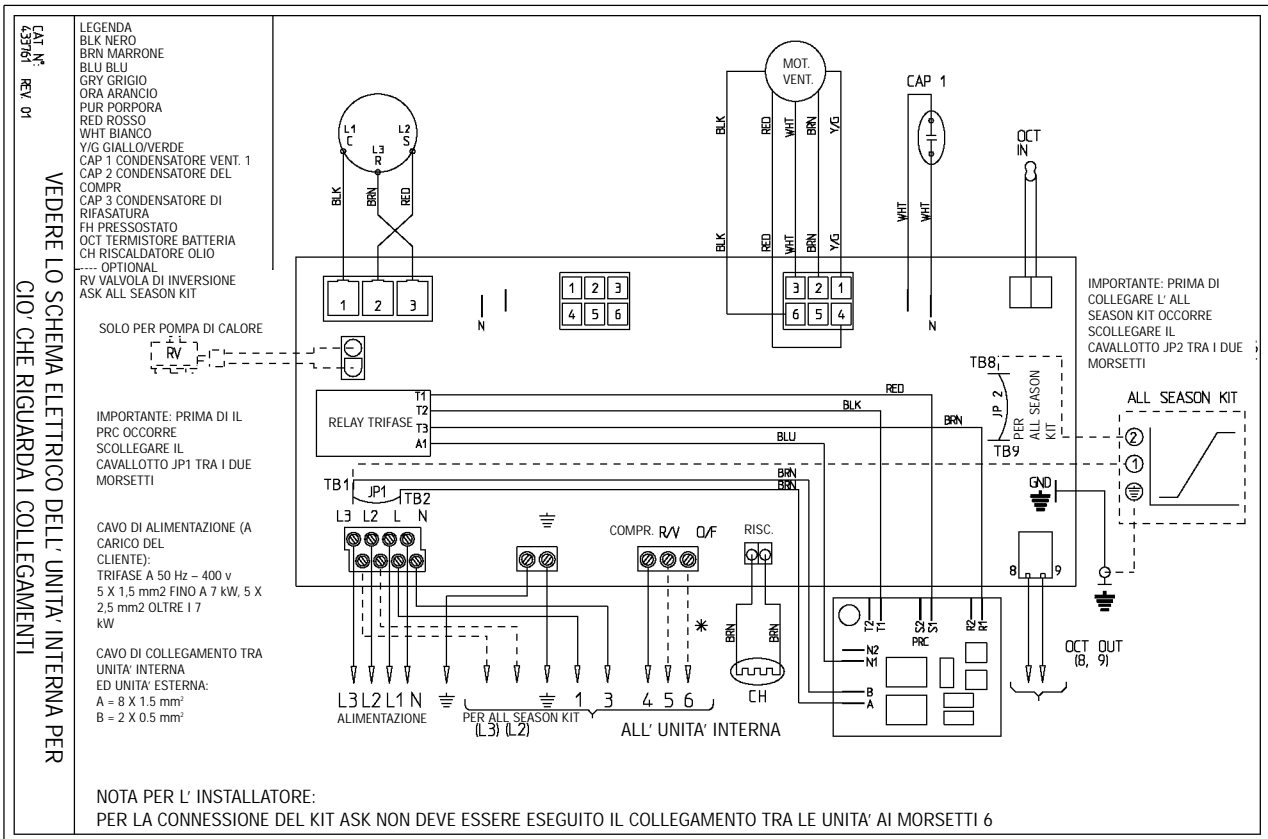 CAT N°
433761 REV. 01
VEDERE LO SCHEMA ELETTRICO DELL' UNITA' INTERNA PER
CIO' CHE RIGUARDA I COLLEGAMENTI
LEGENDA
BLK NERO
BRN MARRONE
BLU BLU
GRY GRIGIO
ORA ARANCIO
PUR PORPORA
RED ROSSO
WHT BIANCO
Y/G GIALLO/VERDE
CAP 1 CONDENSATORE VENT. 1
CAP 2 CONDENSATORE DEL
COMPR
CAP 3 CONDENSATORE DI
RIFASATURA
FH PRESSOSTATO
OCT TERMISTORE BATTERIA
CH RISCALDATORE OLIO
---- OPTIONAL
RV VALVOLA DI INVERSIONE
ASK ALL SEASON KIT
L1 L2
C S
L3
R
BLK BRN RED
1 2 3
N
1 2 3
4 5 6
MOT.
VENT.
BLK RED WHT BRN Y/G
BLK RED WHT BRN Y/G
3 2 1
6 5 4
CAP 1
WHT WHT
N
OCT
IN
IMPORTANTE: PRIMA DI
COLLEGARE L' ALL
SEASON KIT OCCORRE
SCOLLEGARE IL
CAVALLOTTO JP2 TRA I DUE
MORSETTI
SOLO PER POMPA DI CALORE
RV
RELAY TRIFASE
T1
T2
T3
A1
RED
BLK
BRN
BLU
BRN
BRN
TB8
JP 2
PER
ALL SEASON
KIT
TB9
ALL SEASON KIT
2
1
GND
IMPORTANTE: PRIMA DI IL
PRC OCCORRE
SCOLLEGARE IL
CAVALLOTTO JP1 TRA I DUE
MORSETTI
TB1 JP1 TB2
L3 L2 L N
COMPR. R/V O/F
RISC.
8 9
CAVO DI ALIMENTAZIONE (A
CARICO DEL
CLIENTE):
TRIFASE A 50 Hz – 400 v
5 X 1,5 mm2 FINO A 7 kW, 5 X
2,5 mm2 OLTRE I 7
kW
CAVO DI COLLEGAMENTO TRA
UNITA' INTERNA
ED UNITA' ESTERNA:
A = 8 X 1.5 mm²
B = 2 X 0.5 mm²
*
BRN BRN
CH
T2 T1 S2 S1 R2 R1
PRC
N2
N1
B
A
OCT OUT
(8, 9)
L3 L2 L1 N
ALIMENTAZIONE
1 3 4 5 6
PER ALL SEASON KIT
(L3) (L2)
ALL' UNITA' INTERNA
NOTA PER L' INSTALLATORE:
PER LA CONNESSIONE DEL KIT ASK NON DEVE ESSERE ESEGUITO IL COLLEGAMENTO TRA LE UNITA' AI MORSETTI 6